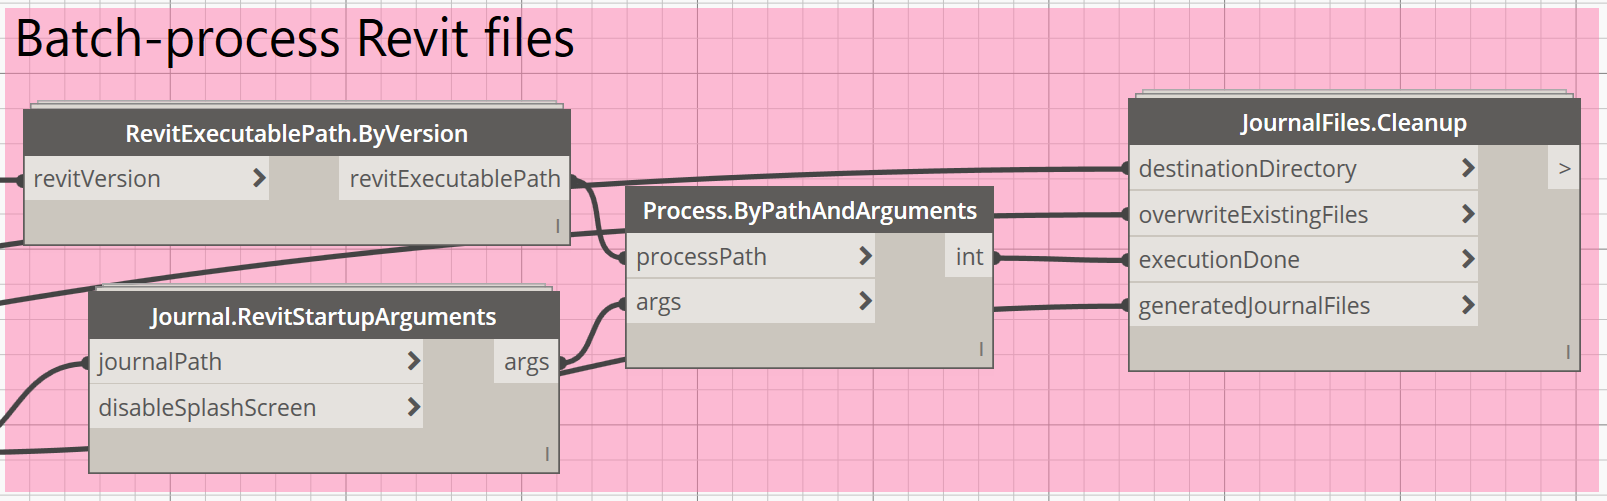 Batch-process Revit files
RevitExecutablePath.ByVersion
revitVersion > revitExecutablePath
l
Journal.RevitStartupArguments
journalPath > args
disableSplashScreen >
l
Process.ByPathAndArguments
processPath > int
args >
l
JournalFiles.Cleanup
destinationDirectory > >
overwriteExistingFiles >
executionDone >
generatedJournalFiles >
l